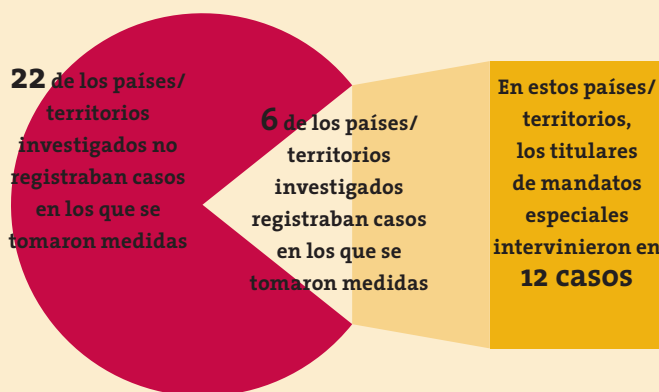 22 de los países/
territorios
investigados no
registraban casos
en los que se
tomaron medidas
6 de los países/
territorios
investigados
registraban casos
en los que se
tomaron medidas
En estos países/
territorios,
los titulares
de mandatos
especiales
intervinieron en
12 casos